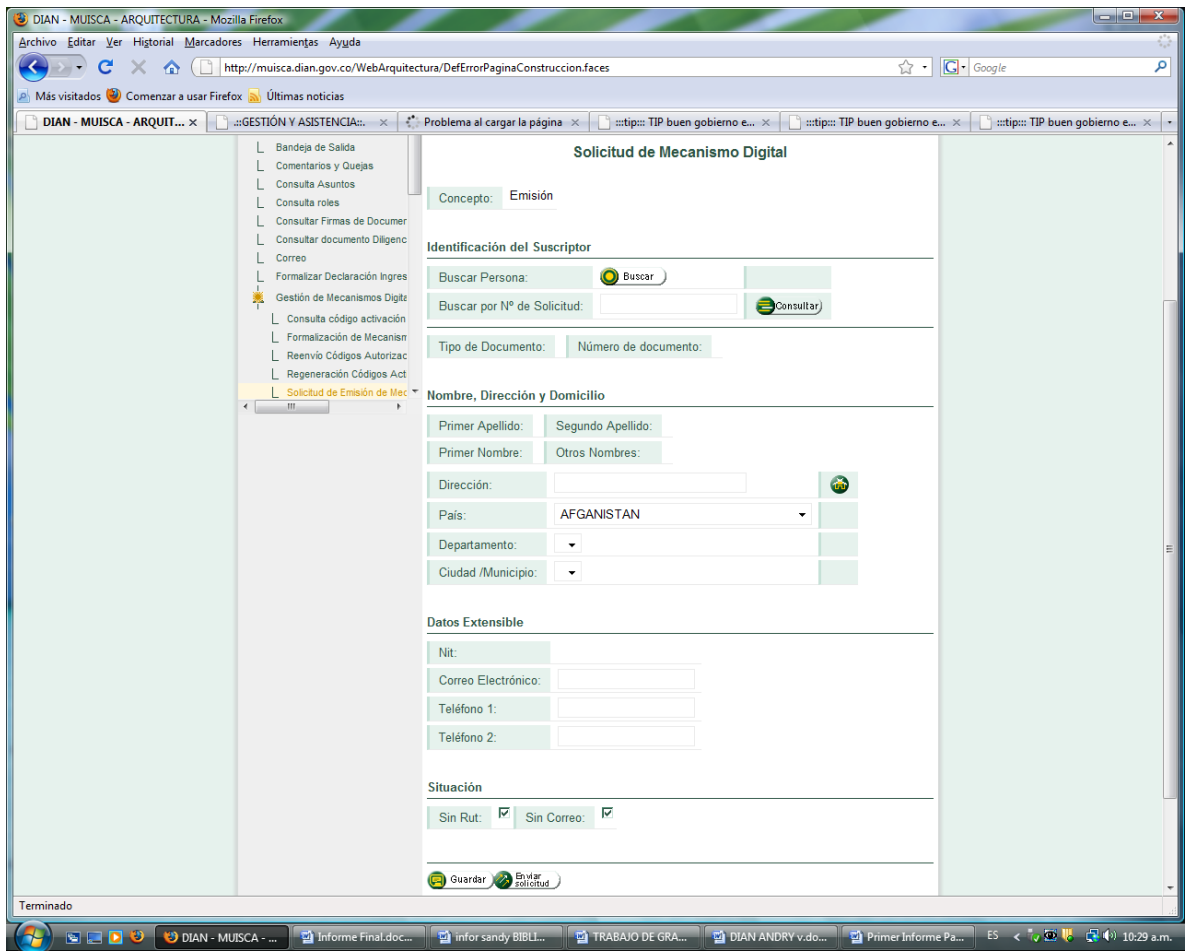 DIAN - MUISCA - ARQUITECTURA - Mozilla Firefox
Archivo Editar Ver Historial Marcadores Herramientas Ayuda
http://muisca.dian.gov.co/WebArquitectura/DefErrorPaginaConstruccion.faces
Google
Más visitados Comenzar a usar Firefox Últimas noticias
DIAN - MUISCA - ARQUIT... .::GESTIÓN Y ASISTENCIA::. Problema al cargar la página :::tip::: TIP buen gobierno e... :::tip::: TIP buen gobierno e... :::tip::: TIP buen gobierno e...
Bandeja de Salida
Comentarios y Quejas
Consulta Asuntos
Consulta roles
Consultar Firmas de Documer
Consultar documento Diligenc
Correo
Formalizar Declaración Ingres
Gestión de Mecanismos Digita
Consulta código activación
Formalización de Mecanism
Reenvío Códigos Autorizac
Regeneración Códigos Act
Solicitud de Emisión de Mec
Solicitud de Mecanismo Digital
Concepto: Emisión
Identificación del Suscriptor
Buscar Persona: Buscar
Buscar por Nº de Solicitud: Consultar
Tipo de Documento: Número de documento:
Nombre, Dirección y Domicilio
Primer Apellido: Segundo Apellido:
Primer Nombre: Otros Nombres:
Dirección:
País: AFGANISTAN
Departamento:
Ciudad /Municipio:
Datos Extensible
Nit:
Correo Electrónico:
Teléfono 1:
Teléfono 2:
Situación
Sin Rut: Sin Correo:
Guardar Enviar solicitud
Terminado
DIAN - MUISCA - ... Informe Final.doc... infor sandy BIBLI... TRABAJO DE GRA... DIAN ANDRY v.do... Primer Informe Pa... ES 10:29 a.m.